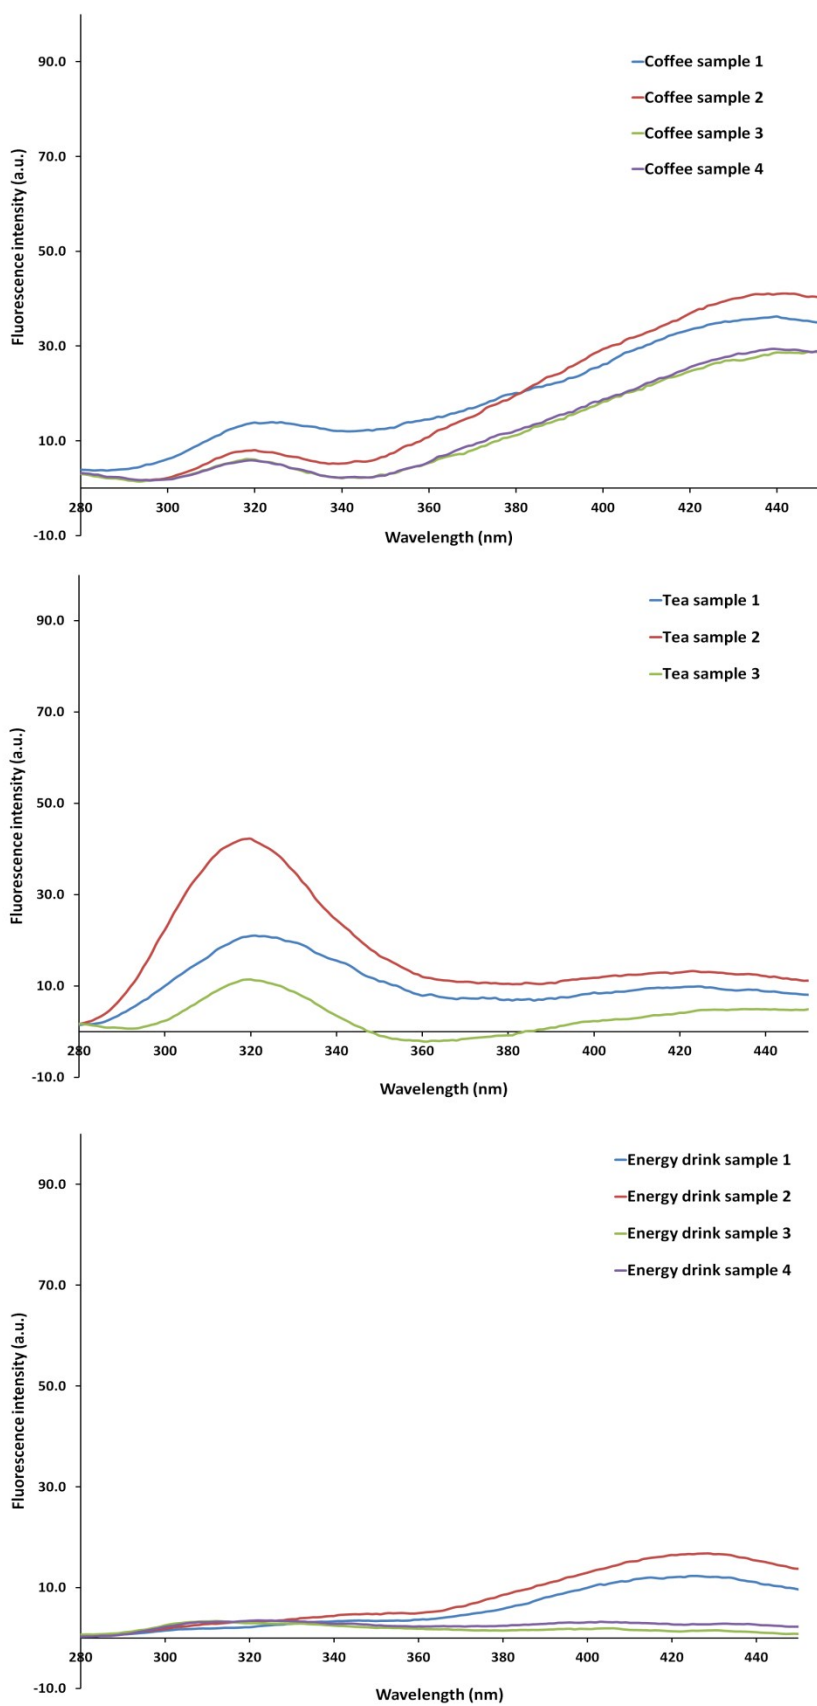 90.0
70.0
50.0
30.0
10.0
-10.0
Fluorescence intensity (a.u.)
Coffee sample 1
Coffee sample 2
Coffee sample 3
Coffee sample 4
280 300 320 340 360 380 400 420 440
Wavelength (nm)
90.0
70.0
50.0
30.0
10.0
-10.0
Fluorescence intensity (a.u.)
Tea sample 1
Tea sample 2
Tea sample 3
280 300 320 340 360 380 400 420 440
Wavelength (nm)
90.0
70.0
50.0
30.0
10.0
-10.0
Fluorescence intensity (a.u.)
Energy drink sample 1
Energy drink sample 2
Energy drink sample 3
Energy drink sample 4
280 300 320 340 360 380 400 420 440
Wavelength (nm)